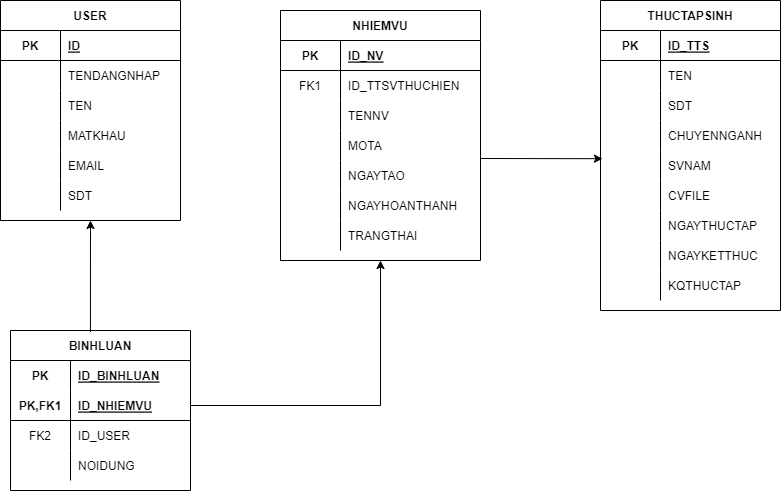 USER
PK ID
TENDANGNHAP
TEN
MATKHAU
EMAIL
SDT
NHIEMVU
PK ID_NV
FK1 ID_TTSVTHUCHIEN
TENNV
MOTA
NGAYTAO
NGAYHOANTHANH
TRANGTHAI
THUCTAPSINH
PK ID_TTS
TEN
SDT
CHUYENNGANH
SVNAM
CVFILE
NGAYTHUCTAP
NGAYKETTHUC
KQTHUCTAP
BINHLUAN
PK ID_BINHLUAN
PK,FK1 ID_NHIEMVU
FK2 ID_USER
NOIDUNG